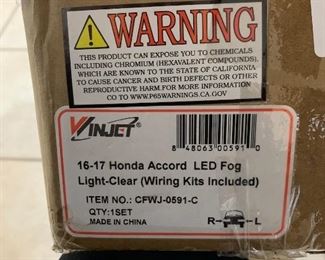 WARNING
THIS PRODUCT CAN EXPOSE YOU TO CHEMICALS
INCLUDING CHROMIUM (HEXAVALENT COMPOUNDS),
WHICH ARE KNOWN TO THE STATE OF CALIFORNIA
TO CAUSE CANCER AND BIRTH DEFECTS OR OTHER
REPRODUCTIVE HARM. FOR MORE INFORMATION GO
TO WWW.P65WARNINGS.CA.GOV
WINJET®
8 48063 00591 0
16-17 Honda Accord LED Fog
Light-Clear (Wiring Kits Included)
ITEM NO.: CFWJ-0591-C
QTY:1SET
MADE IN CHINA
R L